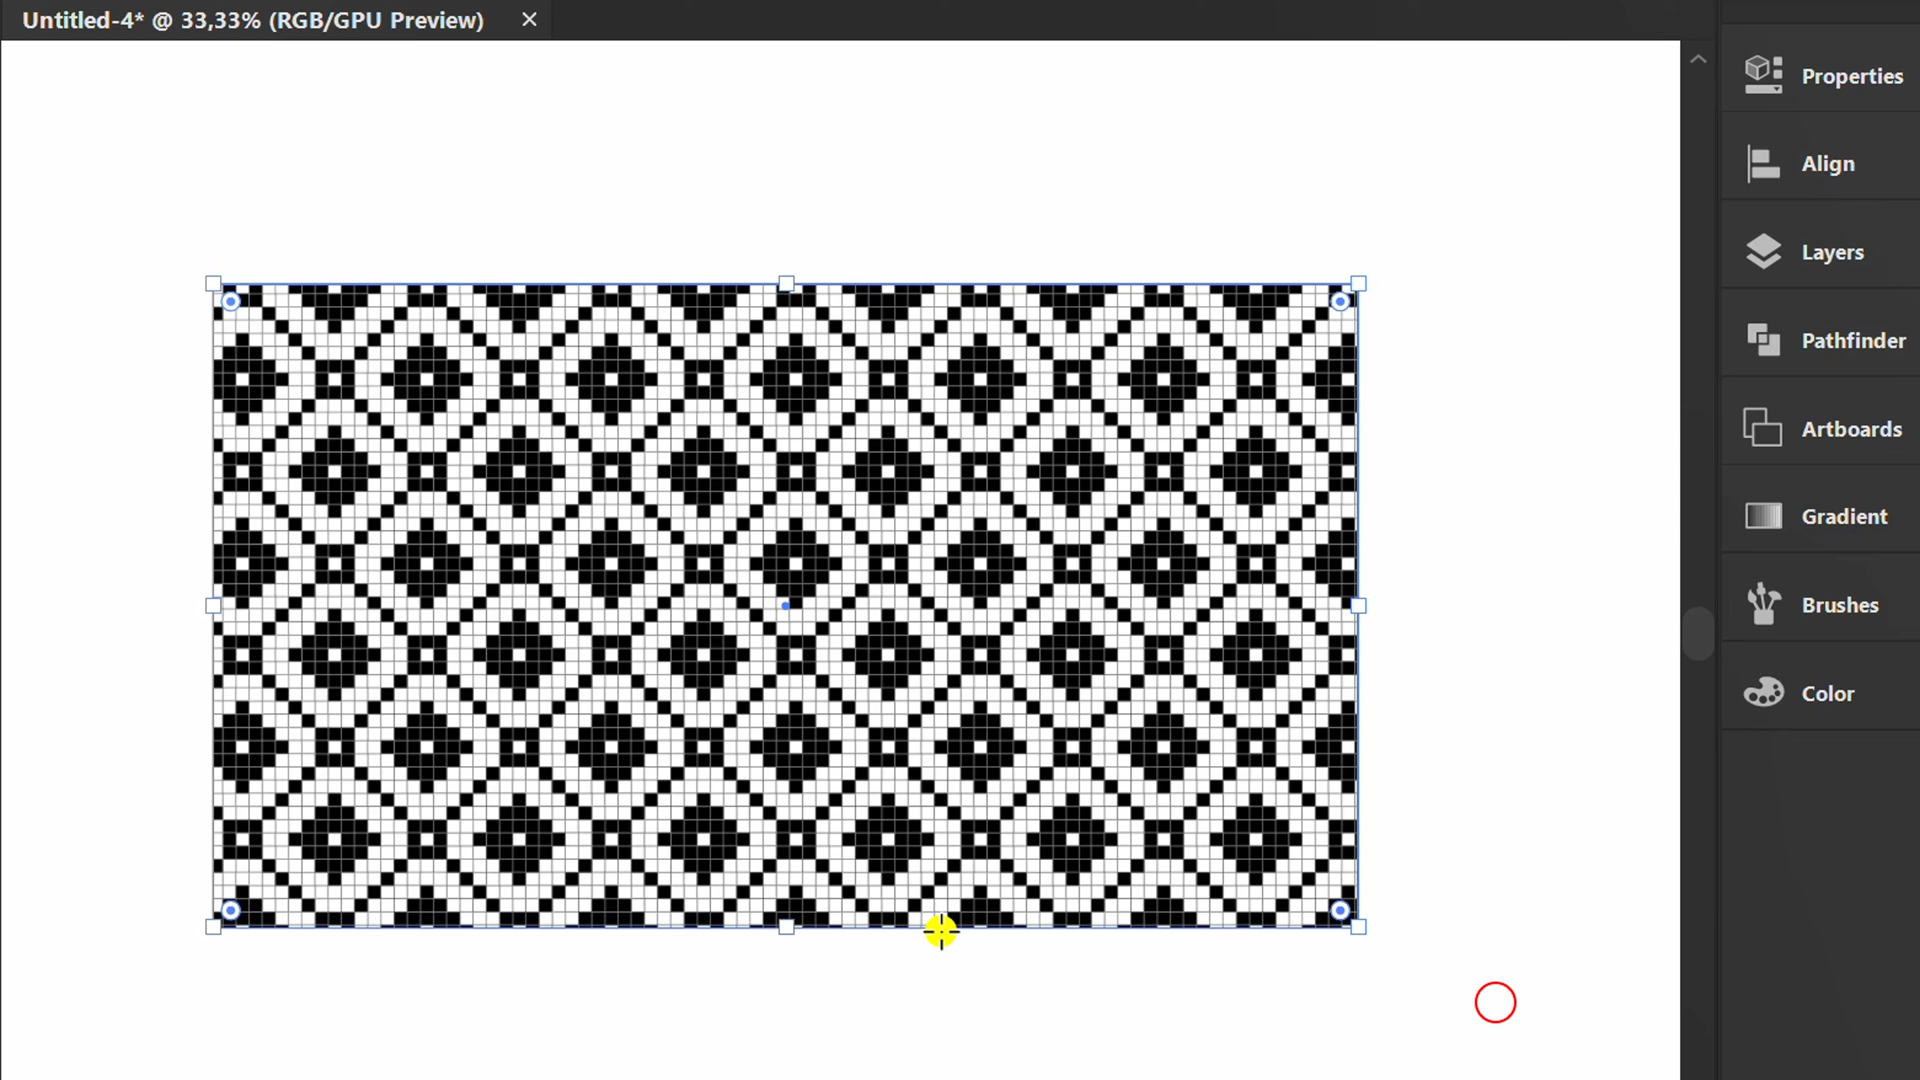 Untitled-4* @ 33,33% (RGB/GPU Preview)
Properties
Align
Layers
Pathfinder
Artboards
Gradient
Brushes
Color